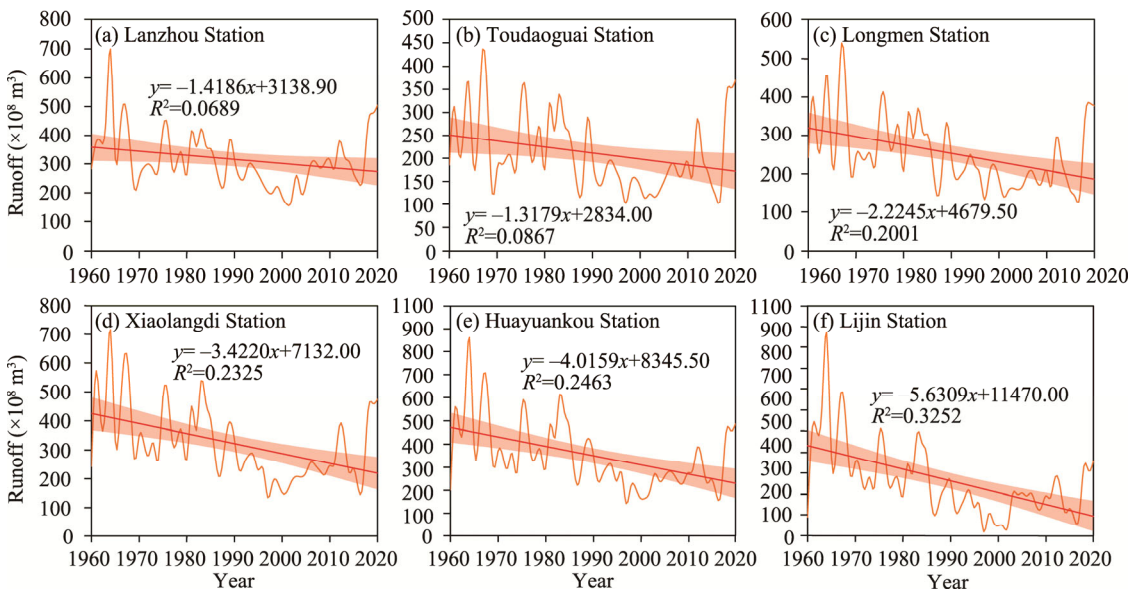 Runoff (×10⁸ m³)
800
700
600
500
400
300
200
100
0
(a) Lanzhou Station
y= –1.4186x+3138.90
R²=0.0689
1960 1970 1980 1990 2000 2010 2020
500
450
400
350
300
250
200
150
100
50
0
(b) Toudaoguai Station
y= –1.3179x+2834.00
R²=0.0867
1960 1970 1980 1990 2000 2010 2020
600
500
400
300
200
100
0
(c) Longmen Station
y= –2.2245x+4679.50
R²=0.2001
1960 1970 1980 1990 2000 2010 2020
Runoff (×10⁸ m³)
800
700
600
500
400
300
200
100
0
(d) Xiaolangdi Station
y= –3.4220x+7132.00
R²=0.2325
1960 1970 1980 1990 2000 2010 2020
Year
1100
900
800
700
600
500
400
300
200
100
0
(e) Huayuankou Station
y= –4.0159x+8345.50
R²=0.2463
1960 1970 1980 1990 2000 2010 2020
Year
1100
900
800
700
600
500
400
300
200
100
0
(f) Lijin Station
y= 5.6309x+11470.00
R²=0.3252
1960 1970 1980 1990 2000 2010 2020
Year